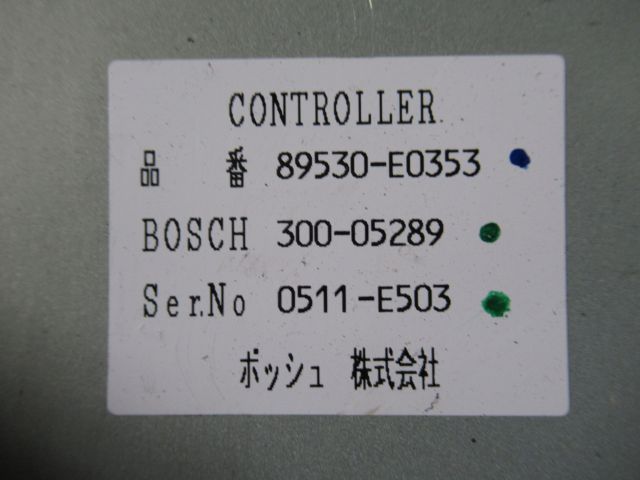 CONTROLLER
品 番 89530-E0353
BOSCH 300-05289
Ser.No 0511-E503
ボッシュ 株式会社